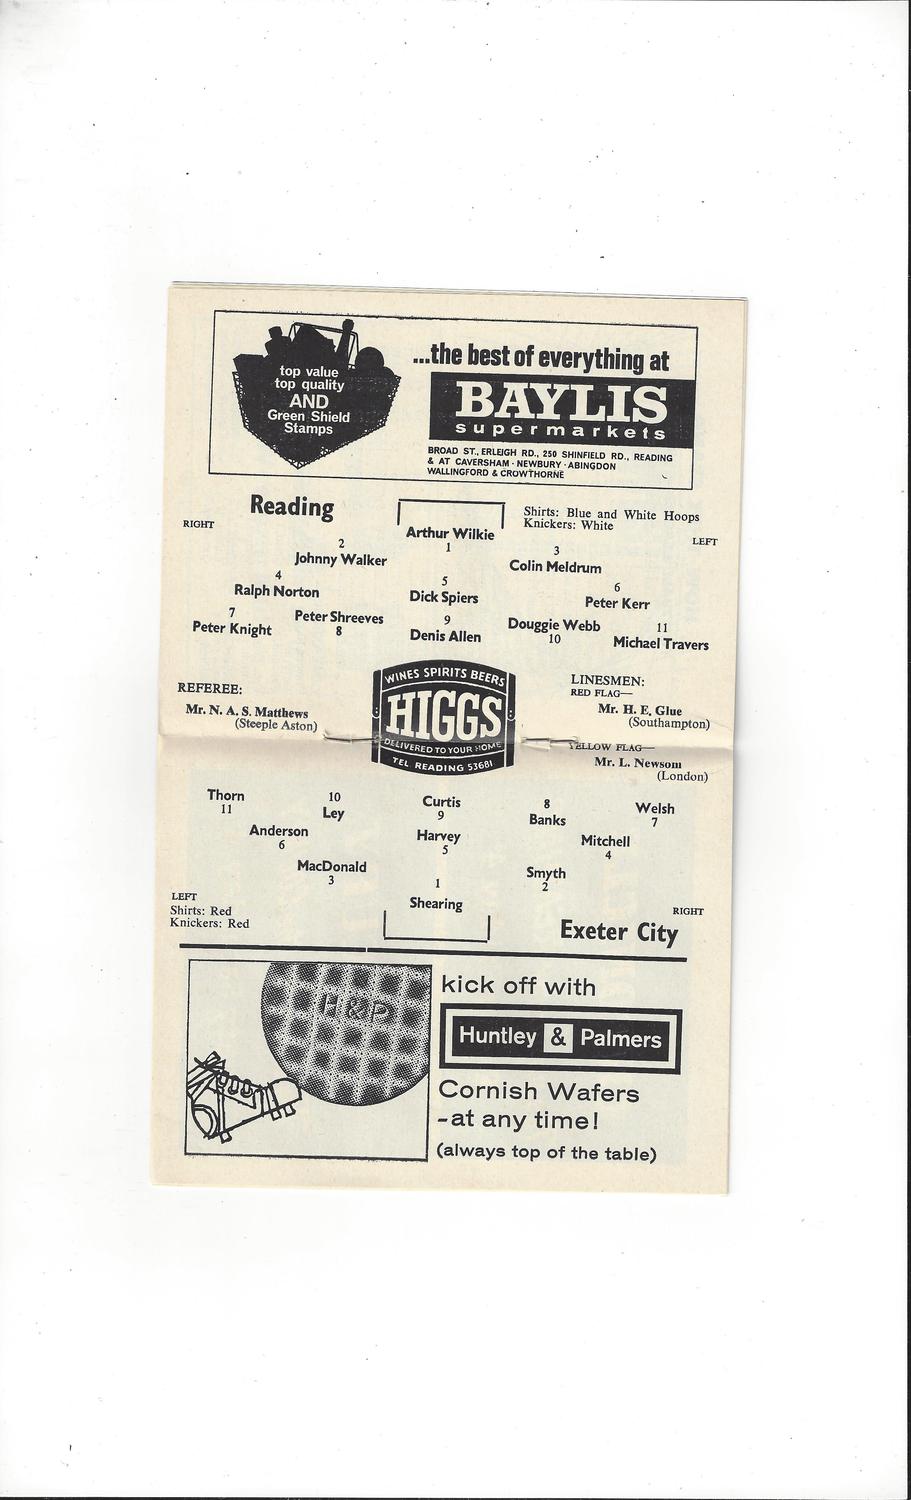 top value
top quality
AND
Green Shield
Stamps
...the best of everything at
BAYLIS
supermarkets
BROAD ST., ERLEIGH RD., 250 SHINFIELD RD., READING
& AT CAVERSHAM · NEWBURY · ABINGDON
WALLINGFORD & CROWTHORNE
Reading
Shirts: Blue and White Hoops
Knickers: White
RIGHT
LEFT
Arthur Wilkie
1
2
Johnny Walker
3
Colin Meldrum
4
Ralph Norton
5
Dick Spiers
6
Peter Kerr
7
Peter Knight
Peter Shreeves
8
9
Denis Allen
Douggie Webb
10
11
Michael Travers
REFEREE:
Mr. N. A. S. Matthews
(Steeple Aston)
WINES SPIRITS BEERS
HIGGS
DELIVERED TO YOUR HOME
TEL READING 53681
LINESMEN:
RED FLAG—
Mr. H. E. Glue
(Southampton)
YELLOW FLAG—
Mr. L. Newsom
(London)
Thorn
11
10
Ley
Curtis
9
8
Banks
Welsh
7
Anderson
6
Harvey
5
Mitchell
4
MacDonald
3
Smyth
2
1
Shearing
LEFT
Shirts: Red
Knickers: Red
RIGHT
Exeter City
H&P
kick off with
Huntley & Palmers
Cornish Wafers
-at any time!
(always top of the table)